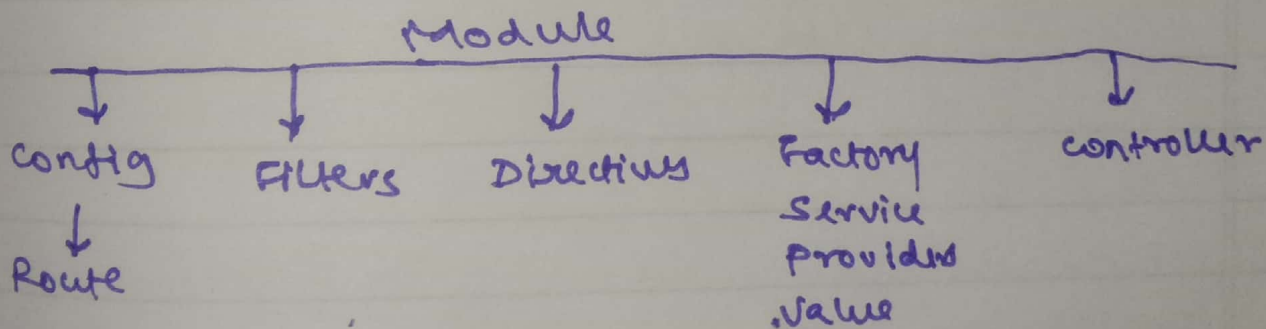 Module
Config
Filters
Directives
Factory
Service
Providers
.Value
Controller
Route